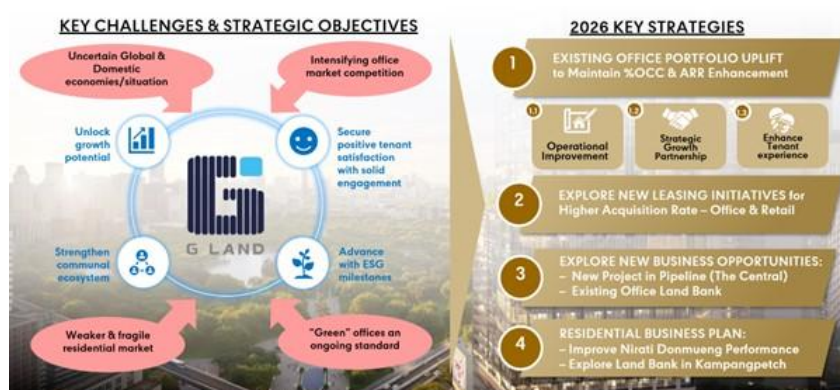 KEY CHALLENGES & STRATEGIC OBJECTIVES
Uncertain Global &
Domestic
economies/situation
Intensifying office
market competition
Unlock
growth
potential
Secure
positive tenant
satisfaction
with solid
engagement
G LAND
Strengthen
communal
ecosystem
Advance
with ESG
milestones
Weaker & fragile
residential market
"Green" offices an
ongoing standard
2026 KEY STRATEGIES
1
EXISTING OFFICE PORTFOLIO UPLIFT
to Maintain %OCC & ARR Enhancement
1.1
Operational
Improvement
1.2
Strategic
Growth
Partnership
1.3
Enhance
Tenant
experience
2
EXPLORE NEW LEASING INITIATIVES for
Higher Acquisition Rate – Office & Retail
3
EXPLORE NEW BUSINESS OPPORTUNITIES:
– New Project in Pipeline (The Central)
– Existing Office Land Bank
4
RESIDENTIAL BUSINESS PLAN:
– Improve Nirati Donmueng Performance
– Explore Land Bank in Kampangpetch